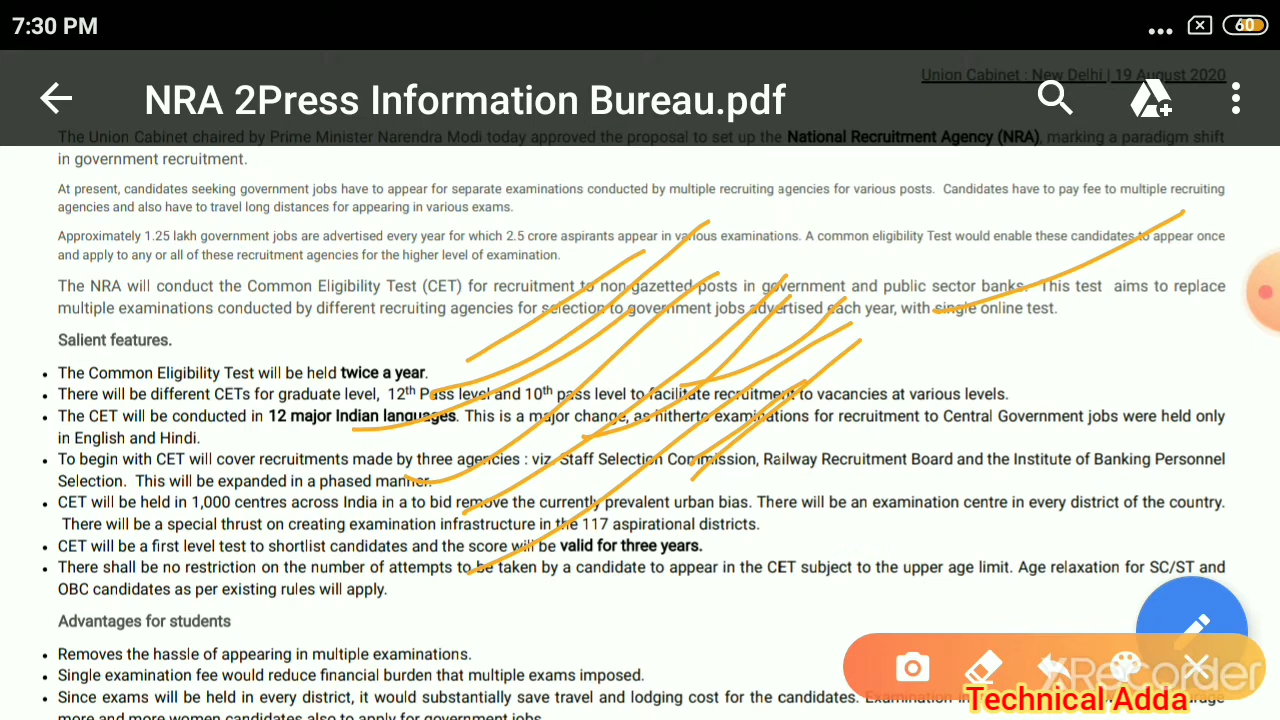 7:30 PM
60
Union Cabinet : New Delhi | 19 August 2020
NRA 2Press Information Bureau.pdf
The Union Cabinet chaired by Prime Minister Narendra Modi today approved the proposal to set up the National Recruitment Agency (NRA), marking a paradigm shift
in government recruitment.
At present, candidates seeking government jobs have to appear for separate examinations conducted by multiple recruiting agencies for various posts. Candidates have to pay fee to multiple recruiting
agencies and also have to travel long distances for appearing in various exams.
Approximately 1.25 lakh government jobs are advertised every year for which 2.5 crore aspirants appear in various examinations. A common eligibility Test would enable these candidates to appear once
and apply to any or all of these recruitment agencies for the higher level of examination.
The NRA will conduct the Common Eligibility Test (CET) for recruitment to non-gazetted posts in government and public sector banks. This test aims to replace
multiple examinations conducted by different recruiting agencies for selection to government jobs advertised each year, with single online test.
Salient features.
• The Common Eligibility Test will be held twice a year.
• There will be different CETs for graduate level, 12th Pass level and 10th pass level to facilitate recruitment to vacancies at various levels.
• The CET will be conducted in 12 major Indian languages. This is a major change, as hitherto examinations for recruitment to Central Government jobs were held only
in English and Hindi.
• To begin with CET will cover recruitments made by three agencies : viz. Staff Selection Commission, Railway Recruitment Board and the Institute of Banking Personnel
Selection. This will be expanded in a phased manner.
• CET will be held in 1,000 centres across India in a to bid remove the currently prevalent urban bias. There will be an examination centre in every district of the country.
There will be a special thrust on creating examination infrastructure in the 117 aspirational districts.
• CET will be a first level test to shortlist candidates and the score will be valid for three years.
• There shall be no restriction on the number of attempts to be taken by a candidate to appear in the CET subject to the upper age limit. Age relaxation for SC/ST and
OBC candidates as per existing rules will apply.
Advantages for students
• Removes the hassle of appearing in multiple examinations.
• Single examination fee would reduce financial burden that multiple exams imposed.
• Since exams will be held in every district, it would substantially save travel and lodging cost for the candidates. Examination in
more and more women candidates also to apply for government jobs.
XRecorder
Technical Adda